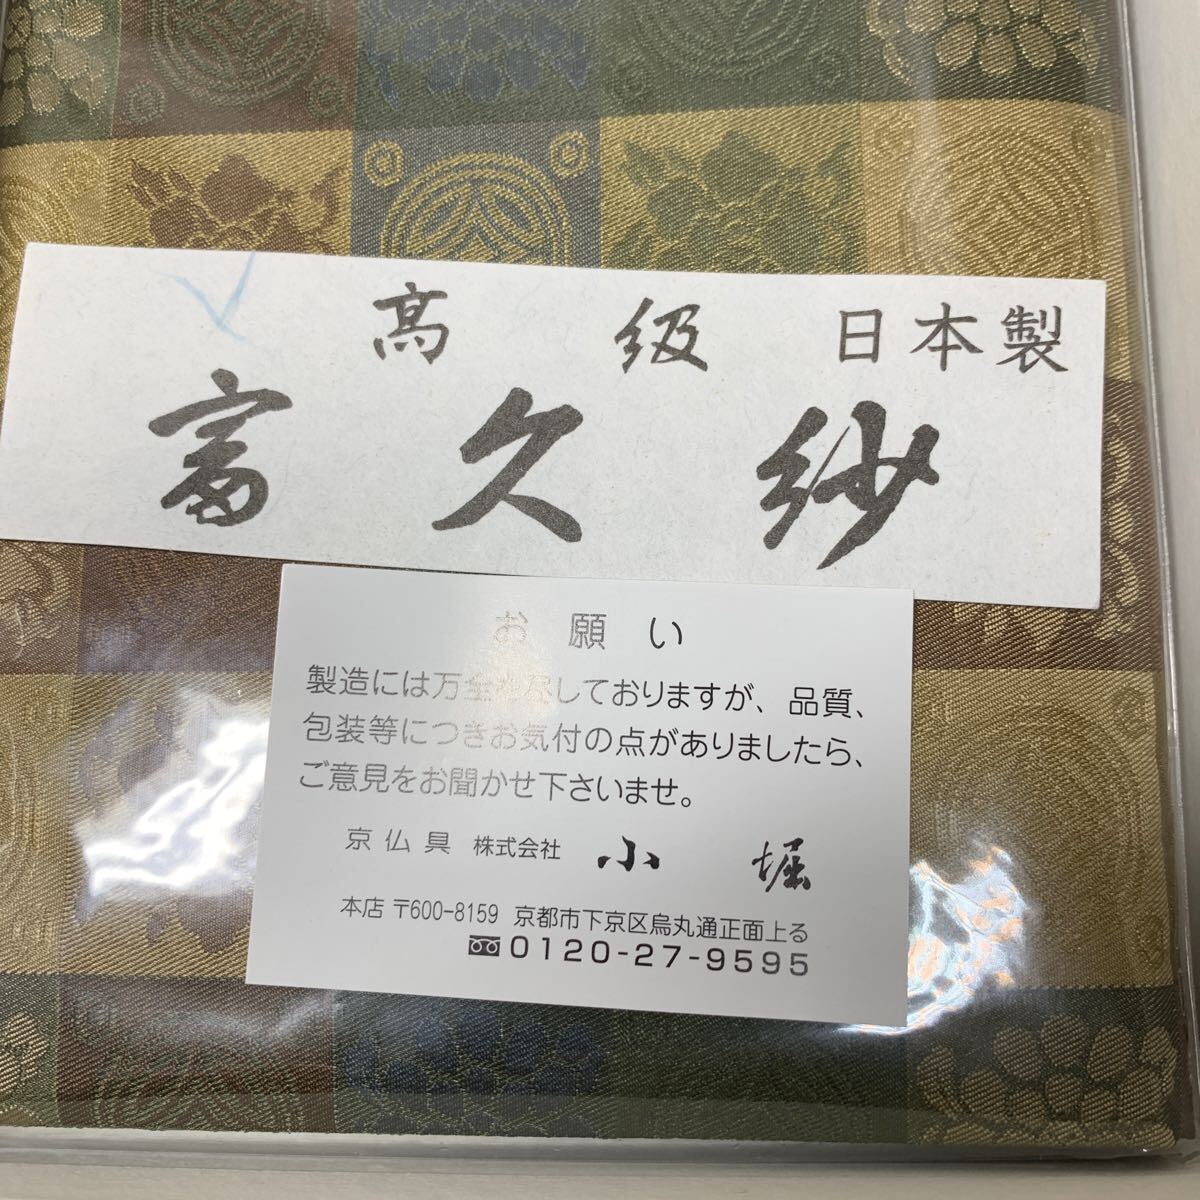 高級 日本製
富久紗
お願い
製造には万全を尽しておりますが、品質、
包装等につきお気付の点がありましたら、
ご意見をお聞かせ下さいませ。
京仏具 株式会社 小堀
本店 〒600-8159 京都市下京区烏丸通正面上る
0120-27-9595